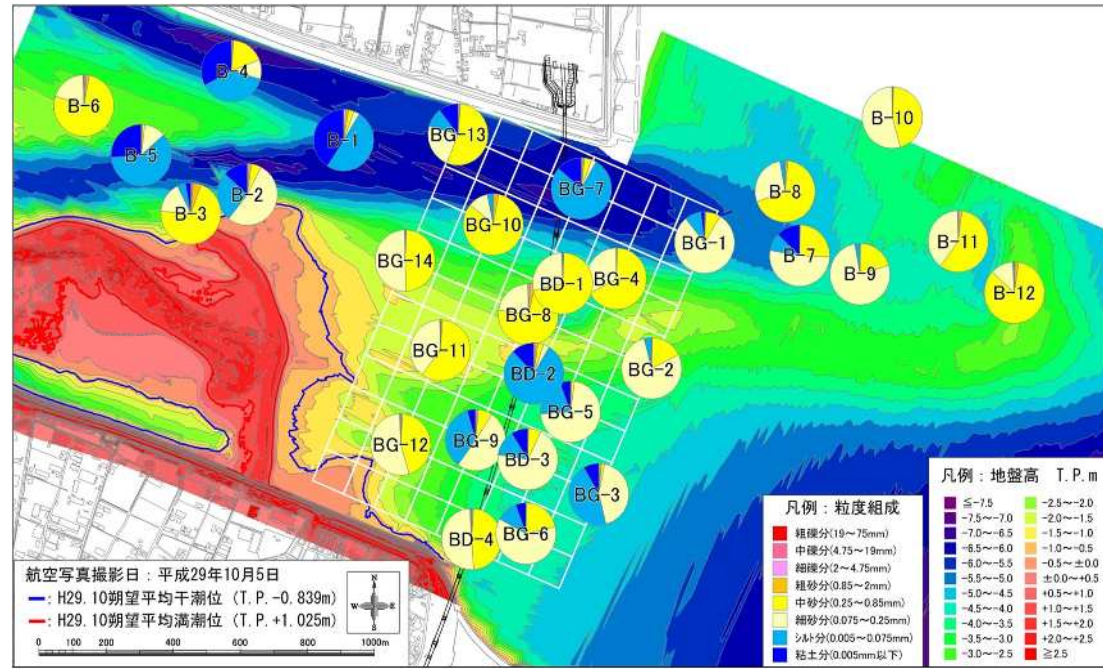 B-4
B-6
B-10
B-1
BG-13
B-5
BG-7
B-8
B-2
B-3
BG-10
BG-1
B-7
B-11
BG-14
BD-1
BG-4
B-9
B-12
BG-8
BG-11
BD-2
BG-2
BG-5
BG-12
BG-9
BD-3
BG-3
BG-6
BD-4
航空写真撮影日：平成29年10月5日
H29.10朔望平均干潮位（T.P.-0.839m）
H29.10朔望平均満潮位（T.P.+1.025m）
N
W E
S
0 200 400 600 800 1000m
凡例：粒度組成
粗礫分(19～75mm)
中礫分(4.75～19mm)
細礫分(2～4.75mm)
粗砂分(0.85～2mm)
中砂分(0.25～0.85mm)
細砂分(0.075～0.25mm)
シルト分(0.005～0.075mm)
粘土分(0.005mm以下)
凡例：地盤高 T.P.m
≦-7.5 -2.5～-2.0
-7.5～-7.0 -2.0～-1.5
-7.0～-6.5 -1.5～-1.0
-6.5～-6.0 -1.0～-0.5
-6.0～-5.5 -0.5～±0.0
-5.5～-5.0 ±0.0～+0.5
-5.0～-4.5 +0.5～+1.0
-4.5～-4.0 +1.0～+1.5
-4.0～-3.5 +1.5～+2.0
-3.5～-3.0 +2.0～+2.5
-3.0～-2.5 ≧2.5